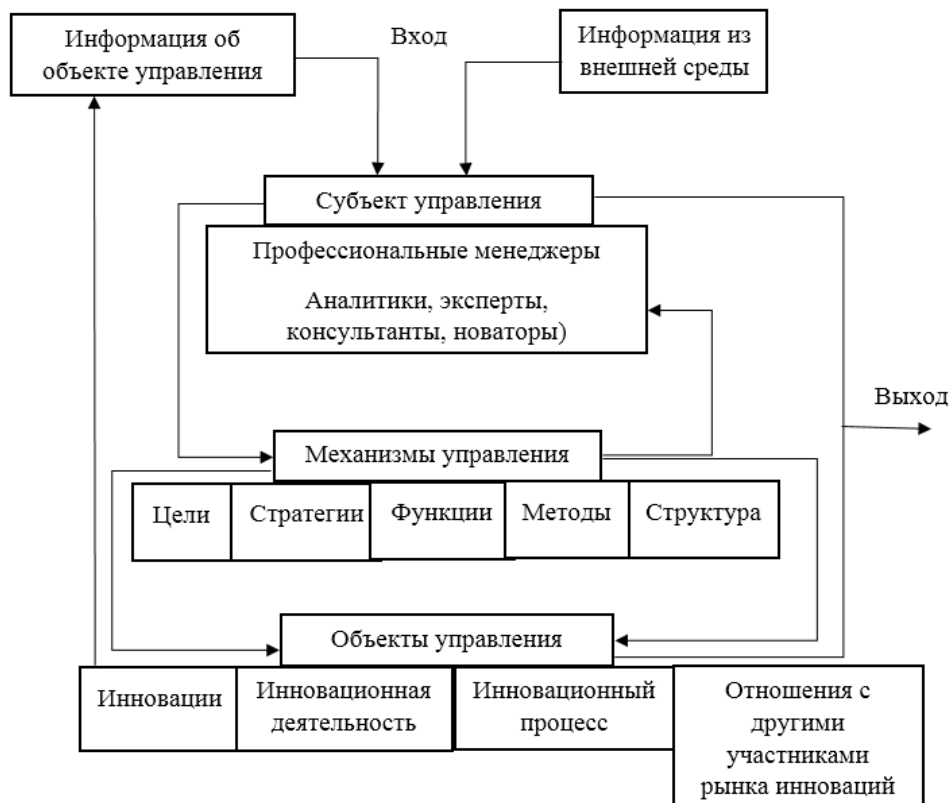 Информация об
объекте управления
Вход
Информация из
внешней среды
Субъект управления
Профессиональные менеджеры
Аналитики, эксперты,
консультанты, новаторы)
Выход
Механизмы управления
Цели
Стратегии
Функции
Методы
Структура
Объекты управления
Инновации
Инновационная
деятельность
Инновационный
процесс
Отношения с
другими
участниками
рынка инноваций